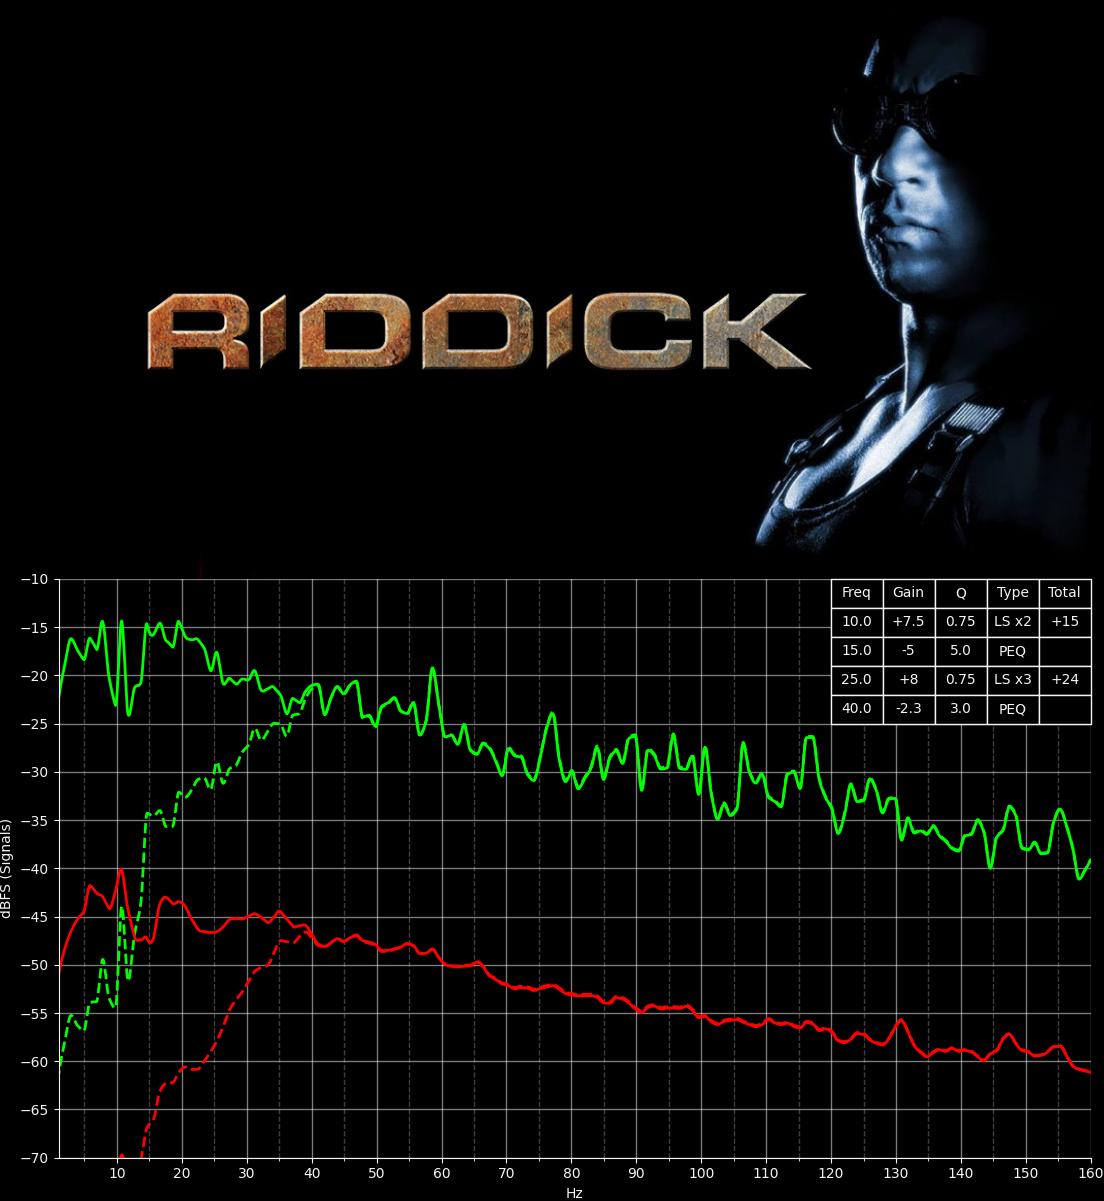 RIDDICK
Freq Gain Q Type Total
10.0 +7.5 0.75 LS x2 +15
15.0 -5 5.0 PEQ
25.0 +8 0.75 LS x3 +24
40.0 -2.3 3.0 PEQ
−10
−15
−20
−25
−30
−35
−40
−45
−50
−55
−60
−65
−70
dBFS (Signals)
10 20 30 40 50 60 70 80 90 100 110 120 130 140 150 160
Hz